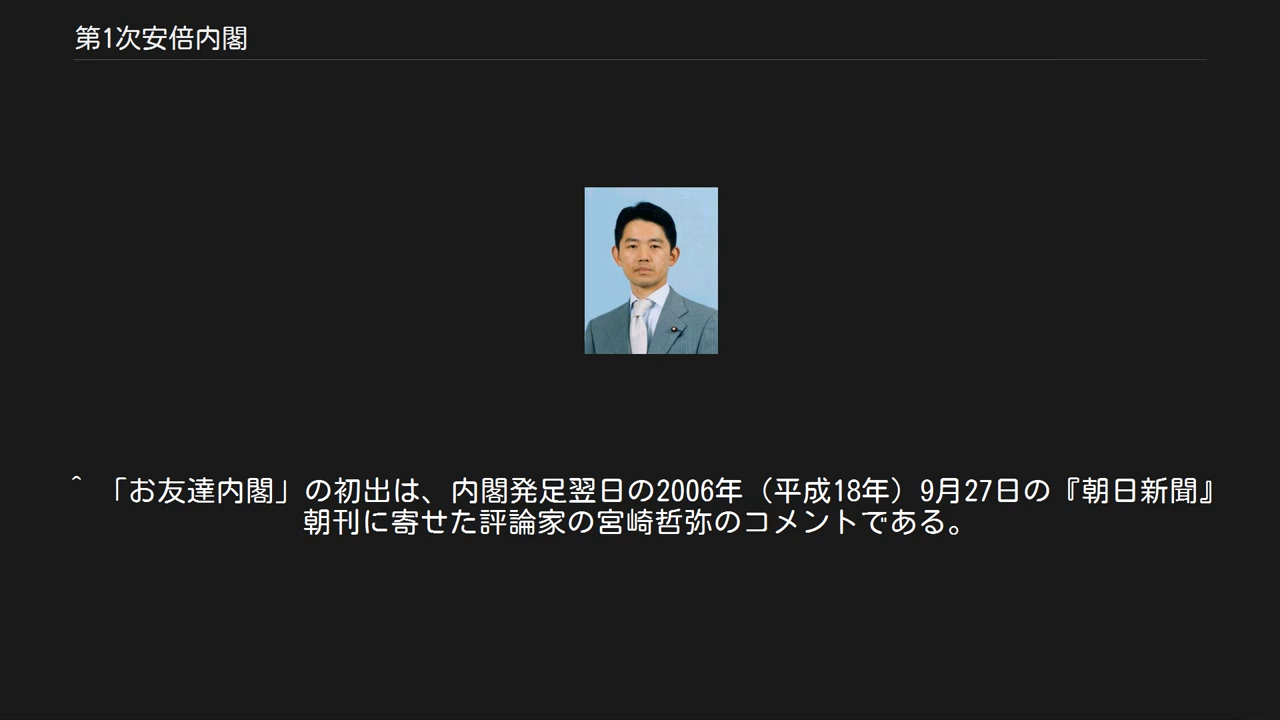 第1次安倍内閣
^ 「お友達内閣」の初出は、内閣発足翌日の2006年（平成18年）9月27日の『朝日新聞』
朝刊に寄せた評論家の宮崎哲弥のコメントである。